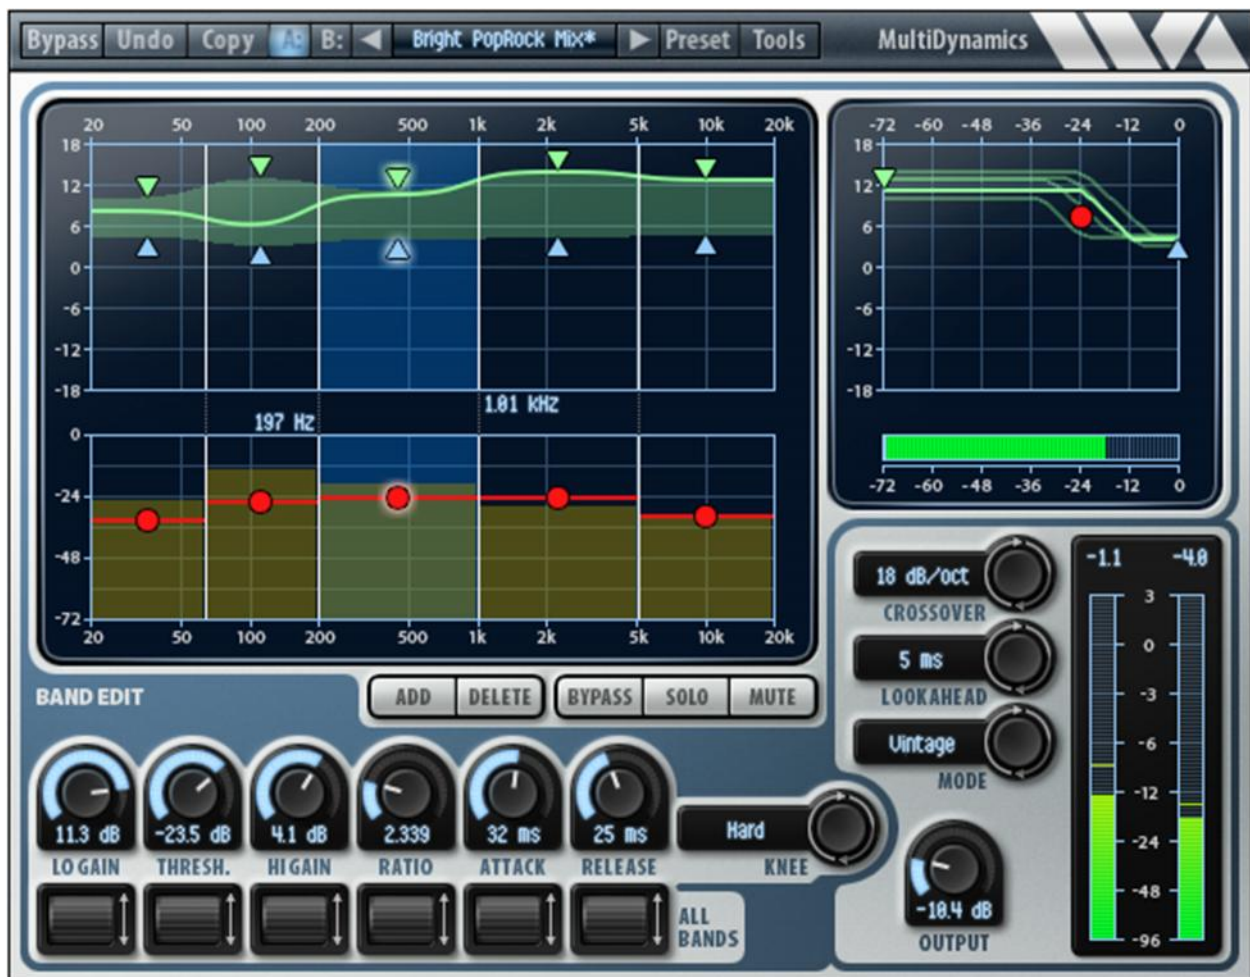 Bypass Undo Copy A: B: Bright PopRock Mix* Preset Tools MultiDynamics
20 50 100 200 500 1k 2k 5k 10k 20k
18
12
6
0
-6
-12
-18
197 Hz 1.01 kHz
0
-24
-48
-72
20 50 100 200 500 1k 2k 5k 10k 20k
-72 -60 -48 -36 -24 -12 0
18
12
6
0
-6
-12
-18
-72 -60 -48 -36 -24 -12 0
BAND EDIT ADD DELETE BYPASS SOLO MUTE
11.3 dB -23.5 dB 4.1 dB 2.339 32 ms 25 ms Hard
LO GAIN THRESH. HI GAIN RATIO ATTACK RELEASE KNEE
ALL
BANDS
18 dB/oct
CROSSOVER
5 ms
LOOKAHEAD
Vintage
MODE
-10.4 dB
OUTPUT
-1.1 -4.0
3
0
-3
-6
-12
-24
-48
-96